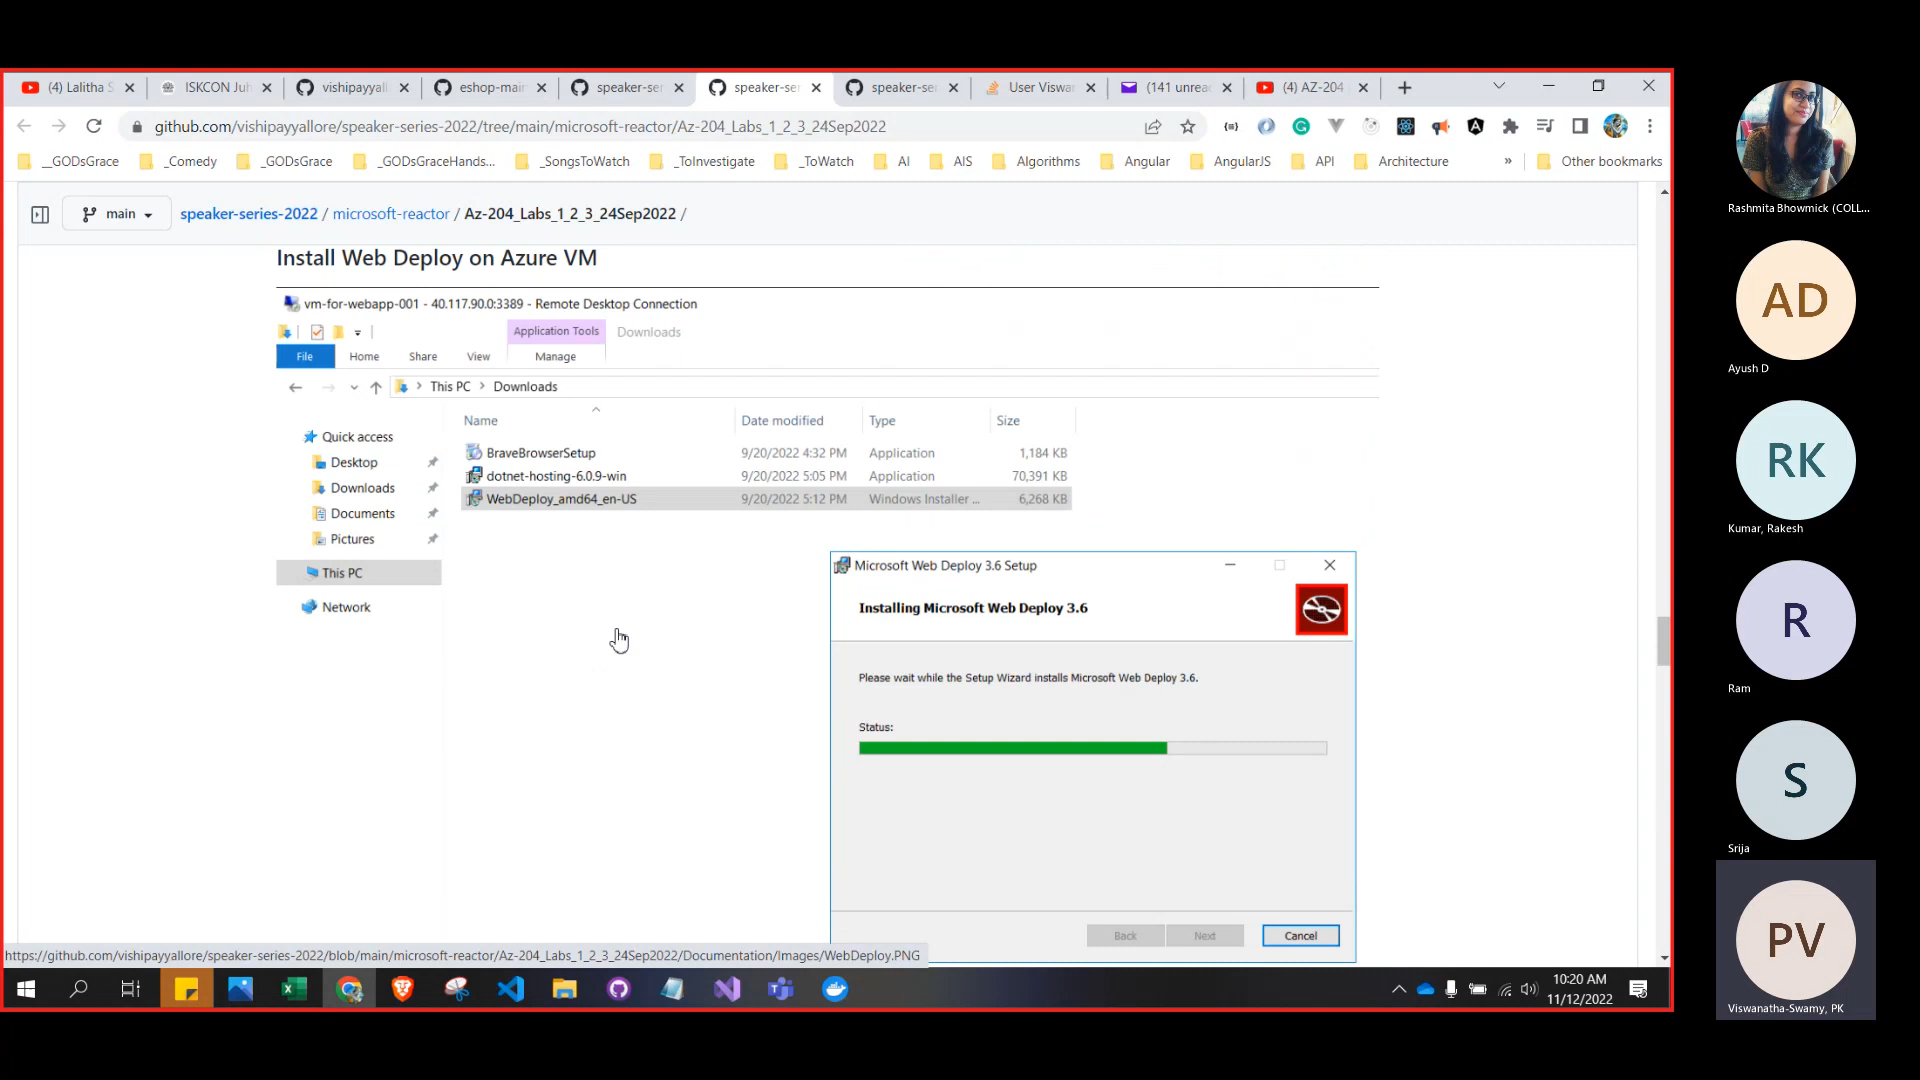 (4) Lalitha S
ISKCON Juh
vishipayyall
eshop-main
speaker-ser
speaker-ser
speaker-ser
User Viswan
(141 unrea
(4) AZ-204
github.com/vishipayyallore/speaker-series-2022/tree/main/microsoft-reactor/Az-204_Labs_1_2_3_24Sep2022
__GODsGrace
_Comedy
_GODsGrace
_GODsGraceHands...
_SongsToWatch
_ToInvestigate
_ToWatch
AI
AIS
Algorithms
Angular
AngularJS
API
Architecture
»
Other bookmarks
main
speaker-series-2022 / microsoft-reactor / Az-204_Labs_1_2_3_24Sep2022 /
Install Web Deploy on Azure VM
vm-for-webapp-001 - 40.117.90.0:3389 - Remote Desktop Connection
Application Tools
Downloads
File
Home
Share
View
Manage
This PC > Downloads
Name
Date modified
Type
Size
Quick access
Desktop
Downloads
Documents
Pictures
This PC
Network
BraveBrowserSetup 9/20/2022 4:32 PM Application 1,184 KB
dotnet-hosting-6.0.9-win 9/20/2022 5:05 PM Application 70,391 KB
WebDeploy_amd64_en-US 9/20/2022 5:12 PM Windows Installer ... 6,268 KB
Microsoft Web Deploy 3.6 Setup
Installing Microsoft Web Deploy 3.6
Please wait while the Setup Wizard installs Microsoft Web Deploy 3.6.
Status:
Back
Next
Cancel
https://github.com/vishipayyallore/speaker-series-2022/blob/main/microsoft-reactor/Az-204_Labs_1_2_3_24Sep2022/Documentation/Images/WebDeploy.PNG
10:20 AM
11/12/2022
Rashmita Bhowmick (COLL...
AD
Ayush D
RK
Kumar, Rakesh
R
Ram
S
Srija
PV
Viswanatha-Swamy, PK